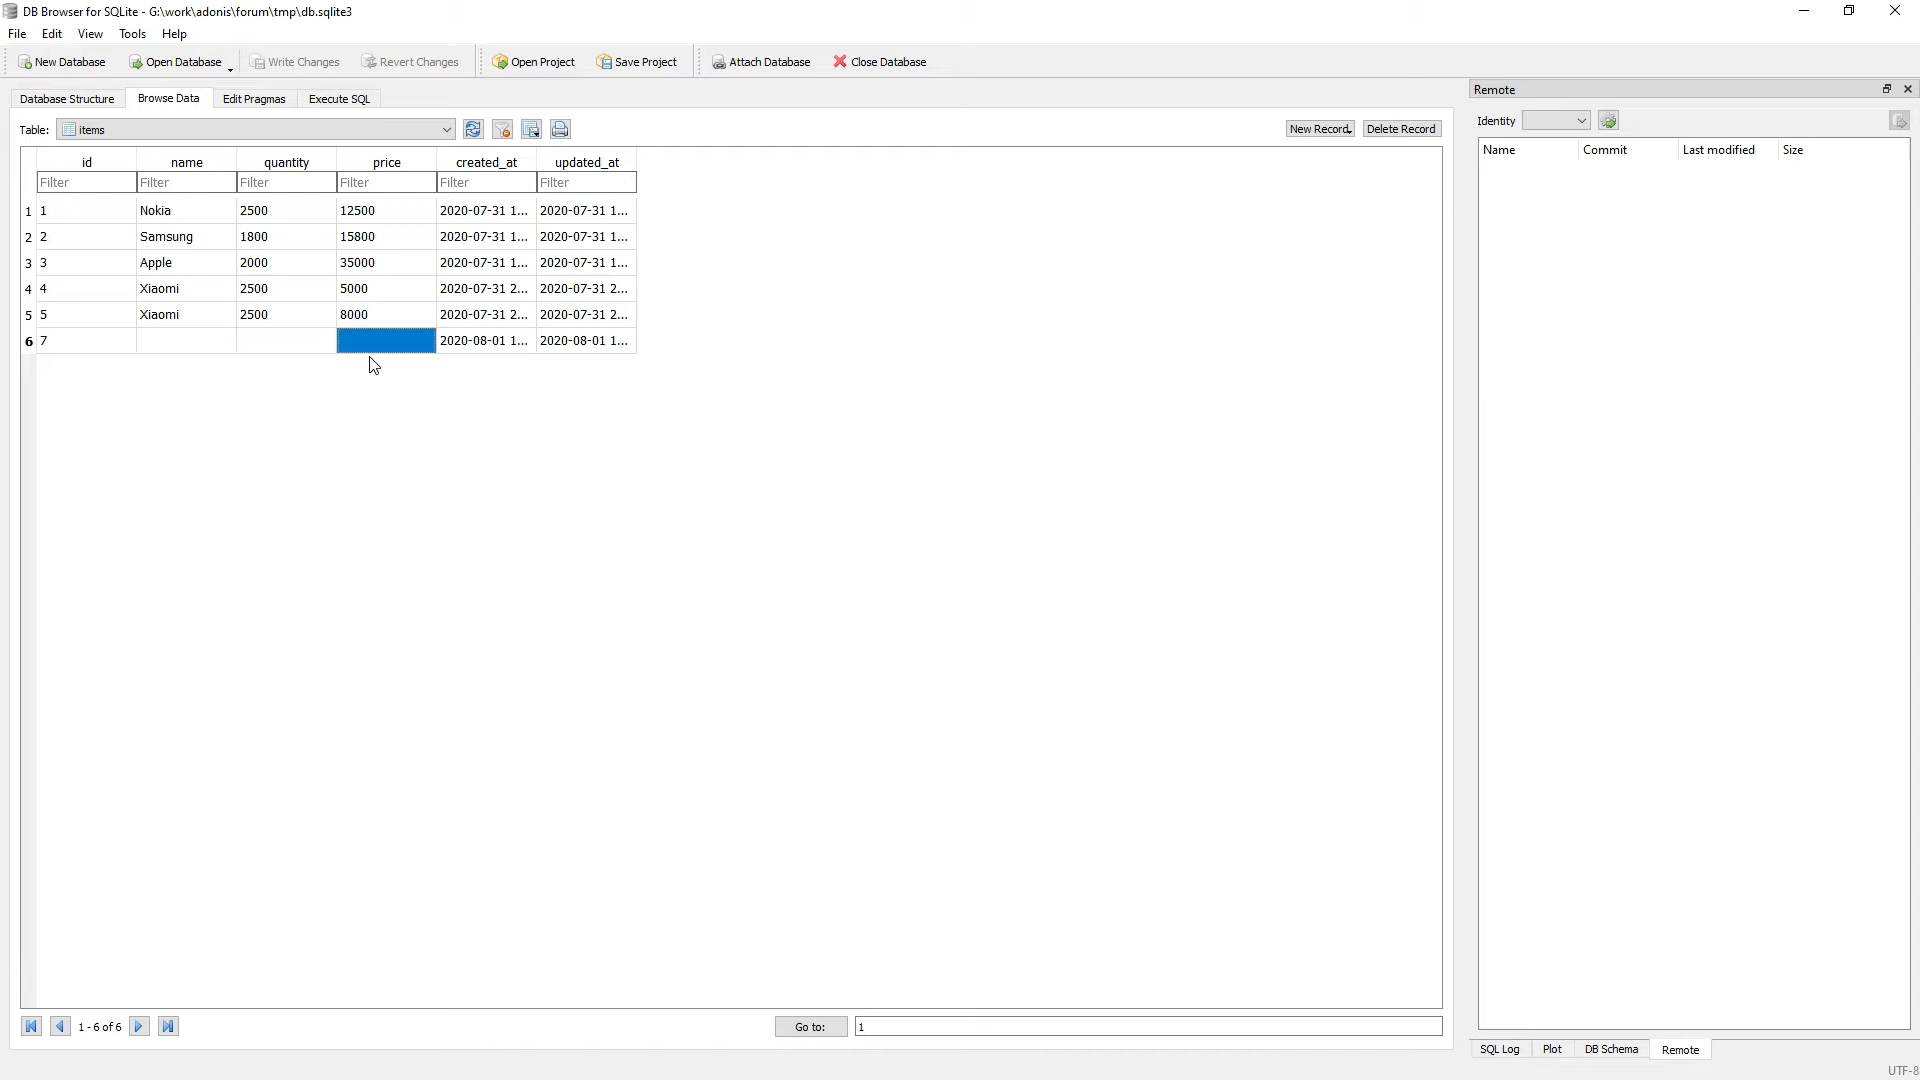 DB Browser for SQLite - G:\work\adonis\forum\tmp\db.sqlite3
File Edit View Tools Help
New Database Open Database Write Changes Revert Changes Open Project Save Project Attach Database Close Database
Remote
Database Structure Browse Data Edit Pragmas Execute SQL
Identity
Table: items New Record Delete Record
Name Commit Last modified Size
id name quantity price created_at updated_at
Filter Filter Filter Filter Filter Filter
1 1 Nokia 2500 12500 2020-07-31 1... 2020-07-31 1...
2 2 Samsung 1800 15800 2020-07-31 1... 2020-07-31 1...
3 3 Apple 2000 35000 2020-07-31 1... 2020-07-31 1...
4 4 Xiaomi 2500 5000 2020-07-31 2... 2020-07-31 2...
5 5 Xiaomi 2500 8000 2020-07-31 2... 2020-07-31 2...
6 7 2020-08-01 1... 2020-08-01 1...
1 - 6 of 6 Go to: 1
SQL Log Plot DB Schema Remote
UTF-8